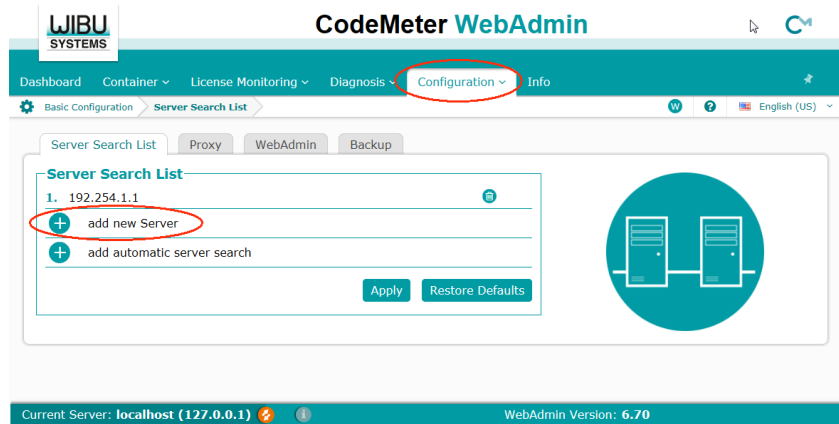 WIBU
SYSTEMS
CodeMeter WebAdmin
Dashboard Container License Monitoring Diagnosis Configuration Info
Basic Configuration Server Search List W ? English (US)
Server Search List Proxy WebAdmin Backup
Server Search List
1. 192.254.1.1
add new Server
add automatic server search
Apply Restore Defaults
Current Server: localhost (127.0.0.1) i WebAdmin Version: 6.70